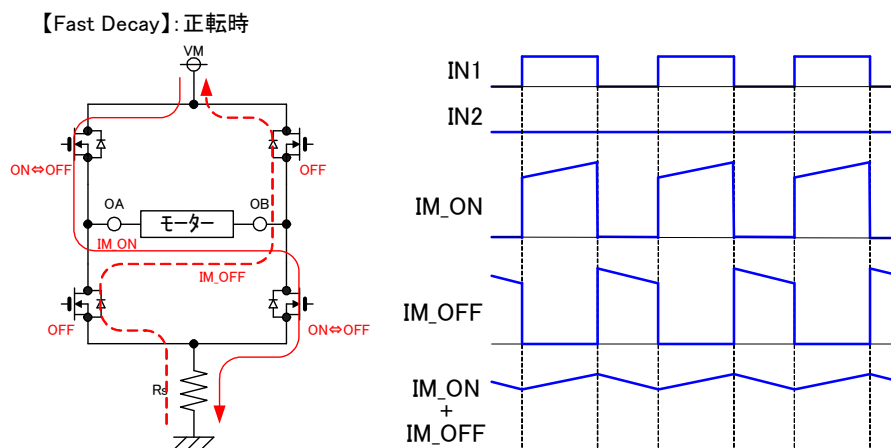 【Fast Decay】：正転時
VM
ON⇔OFF
OFF
OA
モーター
OB
IM_ON
IM_OFF
OFF
ON⇔OFF
Rs
IN1
IN2
IM_ON
IM_OFF
IM_ON
+
IM_OFF